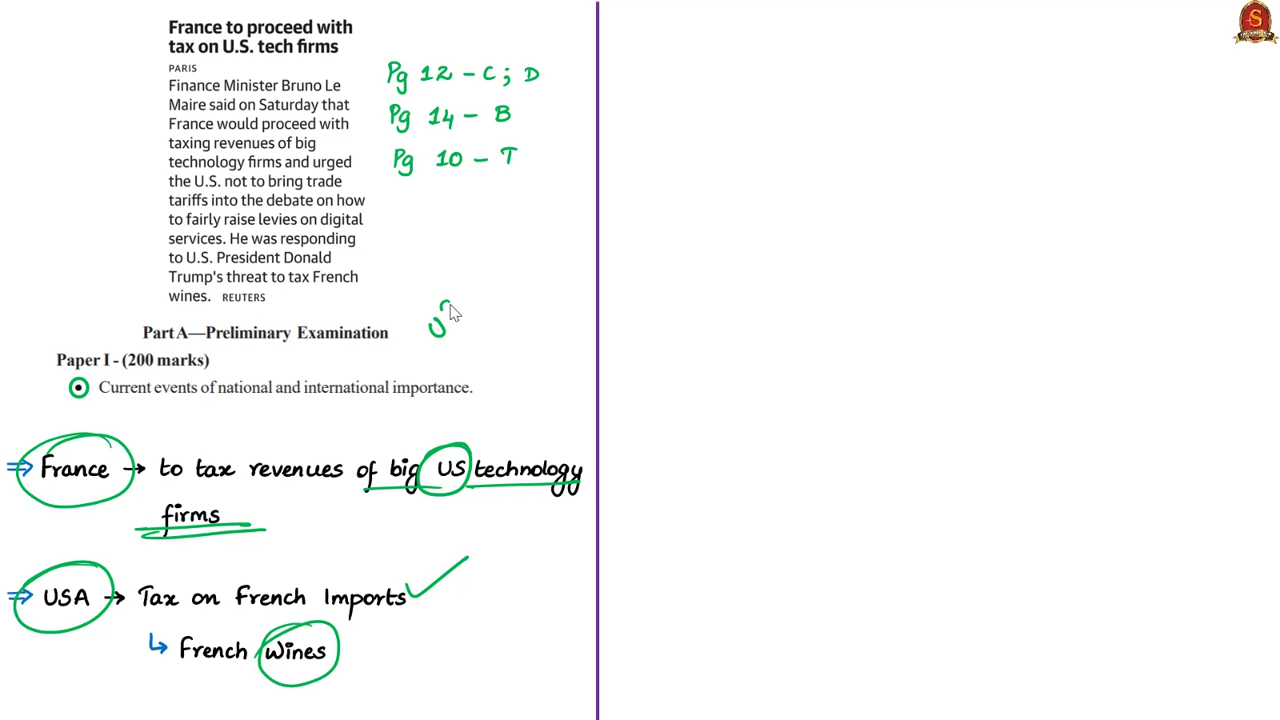 France to proceed with
tax on U.S. tech firms
PARIS
Finance Minister Bruno Le
Maire said on Saturday that
France would proceed with
taxing revenues of big
technology firms and urged
the U.S. not to bring trade
tariffs into the debate on how
to fairly raise levies on digital
services. He was responding
to U.S. President Donald
Trump's threat to tax French
wines. REUTERS
Pg 12 - C; D
Pg 14 - B
Pg 10 - T
Part A—Preliminary Examination
Paper I - (200 marks)
Current events of national and international importance.
⇒ France → to tax revenues of big US technology
firms
⇒ USA → Tax on French Imports
↳ French Wines